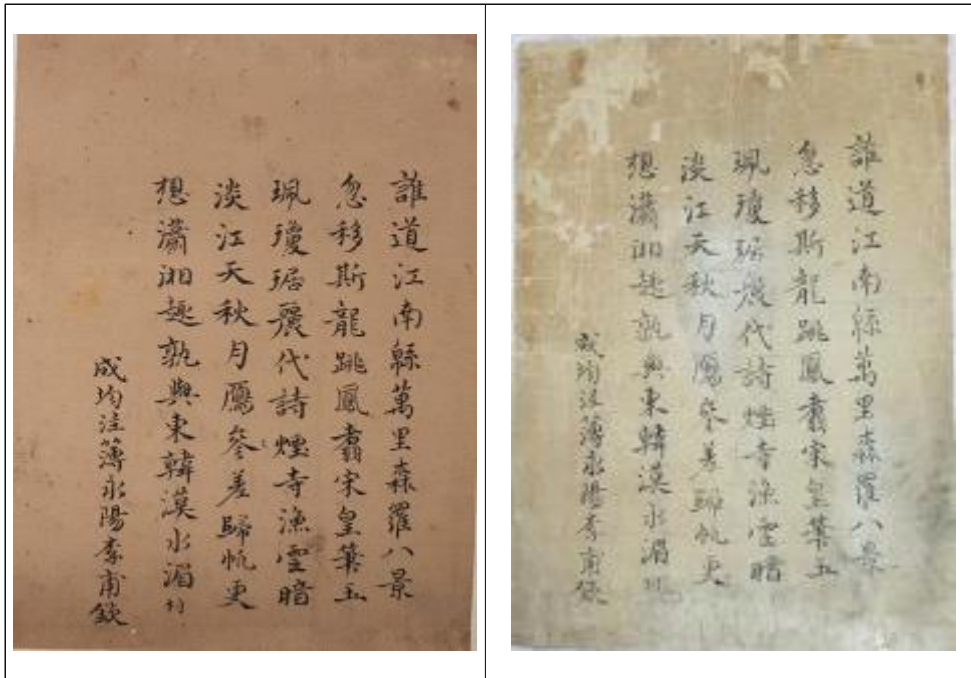 誰道江南緜萬里森羅八景
忽移斯龍跳鳳翥宋皇筆玉
珮瓊琚麗代詩煙寺漁雲暗
淡江天秋月鴈參差歸帆更
想瀟湘趣孰與東韓漢水湄
成均注簿永陽李甫欽
誰道江南緜萬里森羅八景
忽移斯龍跳鳳翥宋皇筆玉
珮瓊琚麗代詩煙寺漁雲暗
淡江天秋月鴈參差歸帆更
想瀟湘趣孰與東韓漢水湄
成均注簿永陽李甫欽